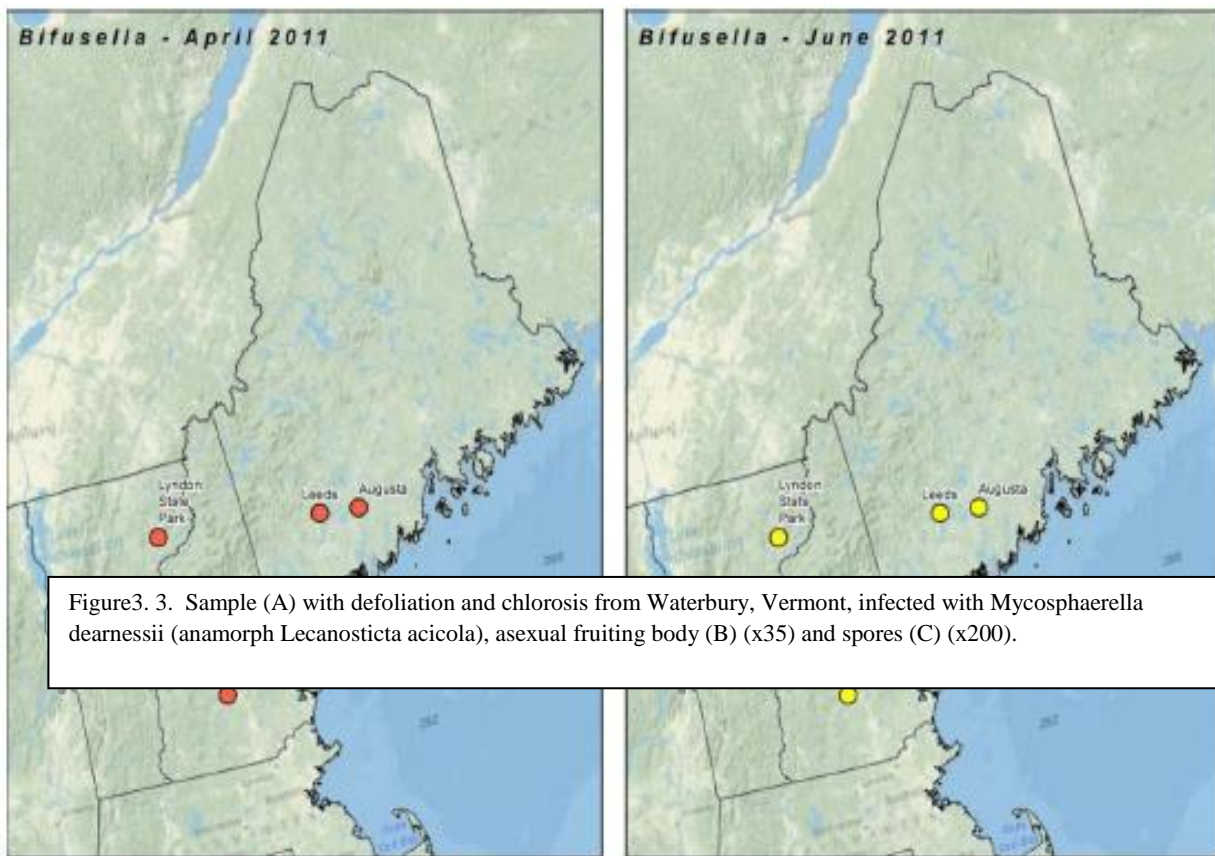 Bifusella - April 2011
Bifusella - June 2011
Lyndon
State
Park
Leeds
Augusta
Lyndon
State
Park
Leeds
Augusta
Figure3. 3. Sample (A) with defoliation and chlorosis from Waterbury, Vermont, infected with Mycosphaerella
dearnessii (anamorph Lecanosticta acicola), asexual fruiting body (B) (x35) and spores (C) (x200).